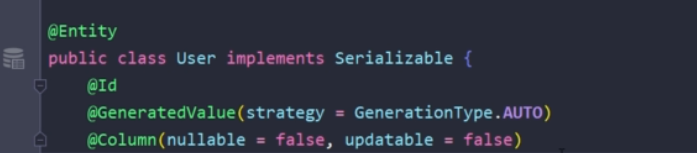 @Entity
public class User implements Serializable {
@Id
@GeneratedValue(strategy = GenerationType.AUTO)
@Column(nullable = false, updatable = false)